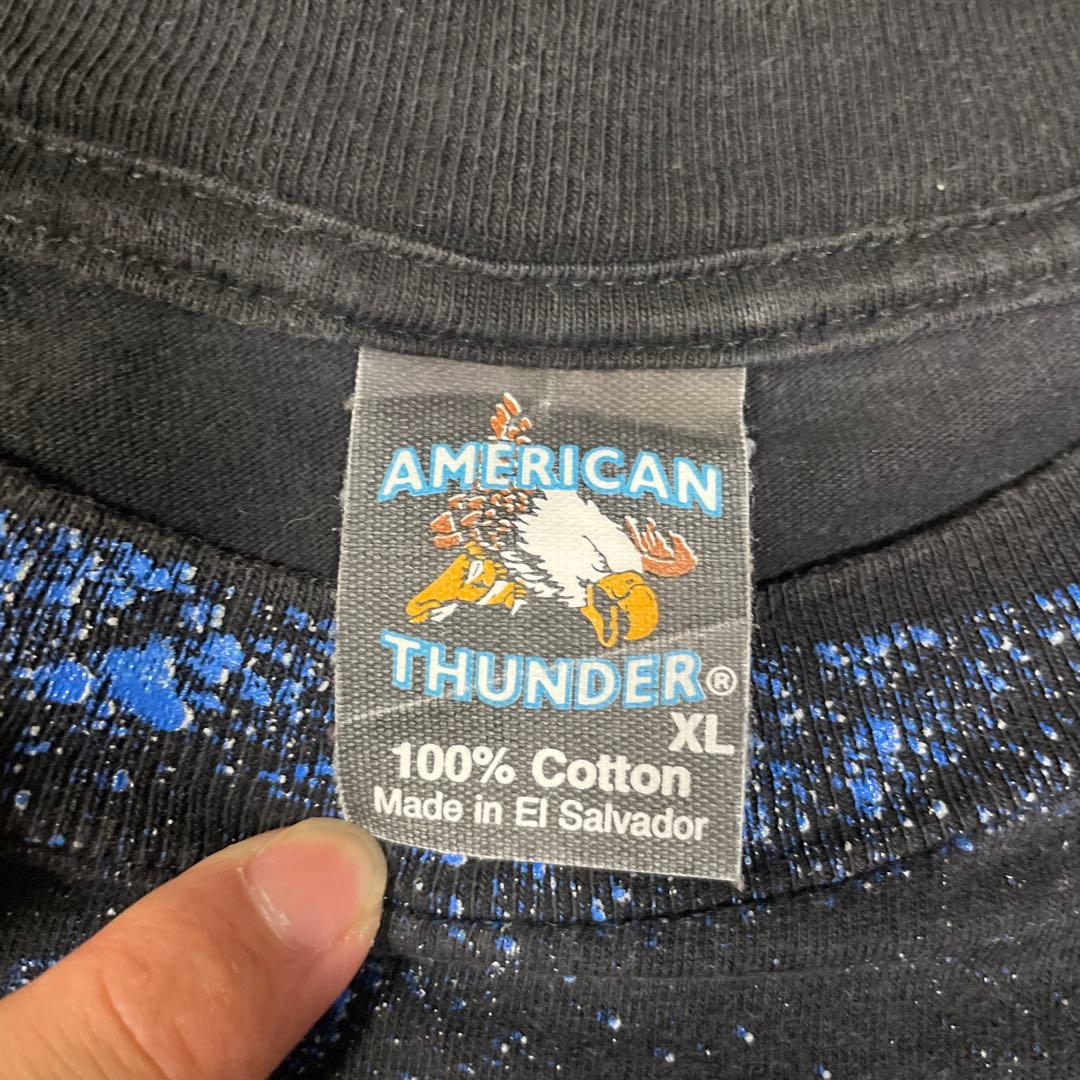 AMERICAN
THUNDER®
XL
100% Cotton
Made in El Salvador